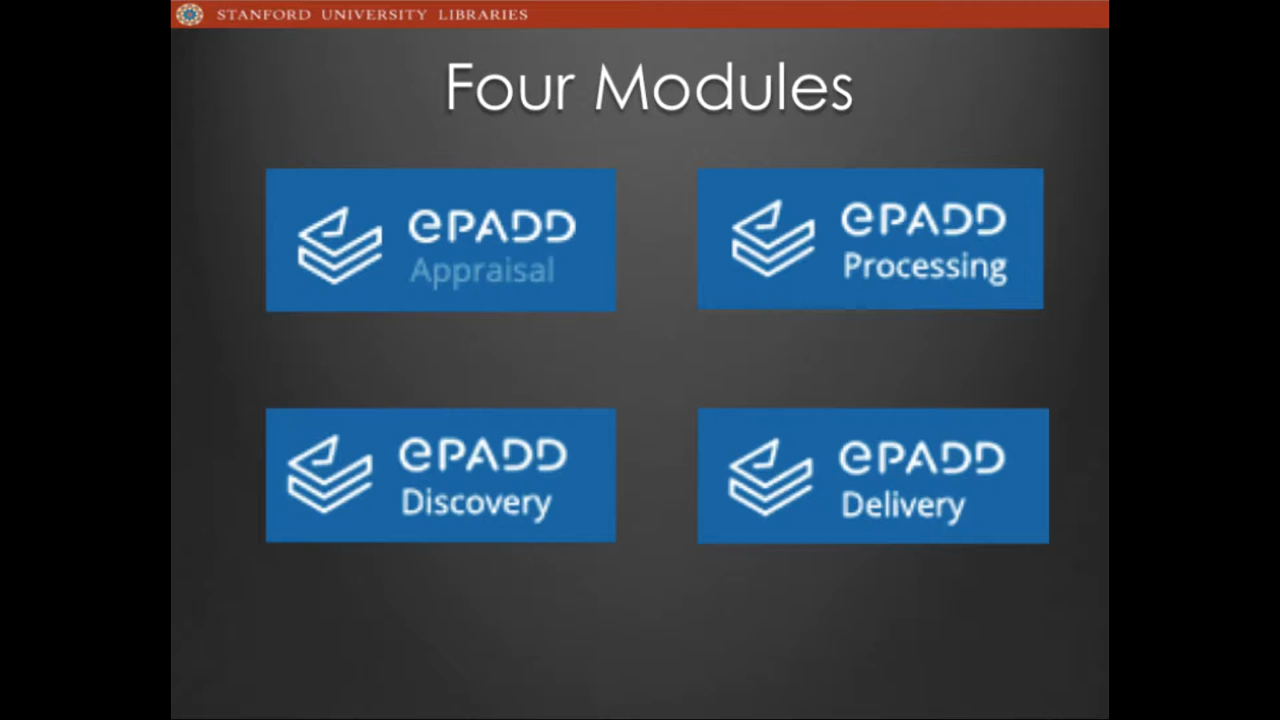 STANFORD UNIVERSITY LIBRARIES
Four Modules
ePADD
Appraisal
ePADD
Processing
ePADD
Discovery
ePADD
Delivery